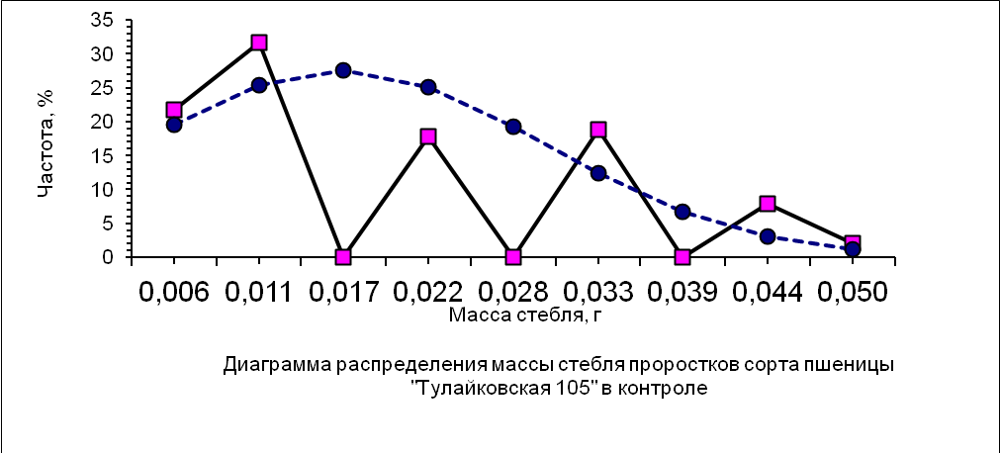 35
30
25
20
15
10
5
0
Частота, %
0,006 0,011 0,017 0,022 0,028 0,033 0,039 0,044 0,050
Масса стебля, г
Диаграмма распределения массы стебля проростков сорта пшеницы
"Тулайковская 105" в контроле